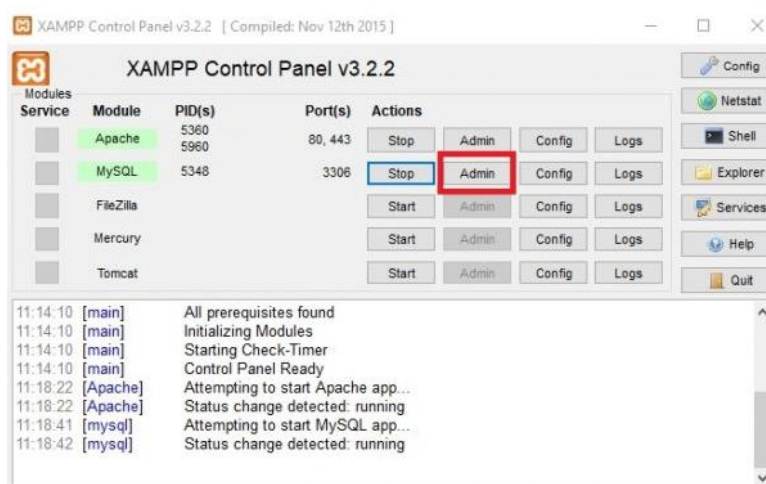 XAMPP Control Panel v3.2.2 [ Compiled: Nov 12th 2015 ]
XAMPP Control Panel v3.2.2
Config
Modules
Service Module PID(s) Port(s) Actions
Netstat
Apache 5360 5960 80, 443 Stop Admin Config Logs
Shell
MySQL 5348 3306 Stop Admin Config Logs
Explorer
FileZilla Start Admin Config Logs
Services
Mercury Start Admin Config Logs
Help
Tomcat Start Admin Config Logs
Quit
11:14:10 [main] All prerequisites found
11:14:10 [main] Initializing Modules
11:14:10 [main] Starting Check-Timer
11:14:10 [main] Control Panel Ready
11:18:22 [Apache] Attempting to start Apache app...
11:18:22 [Apache] Status change detected: running
11:18:41 [mysql] Attempting to start MySQL app...
11:18:42 [mysql] Status change detected: running